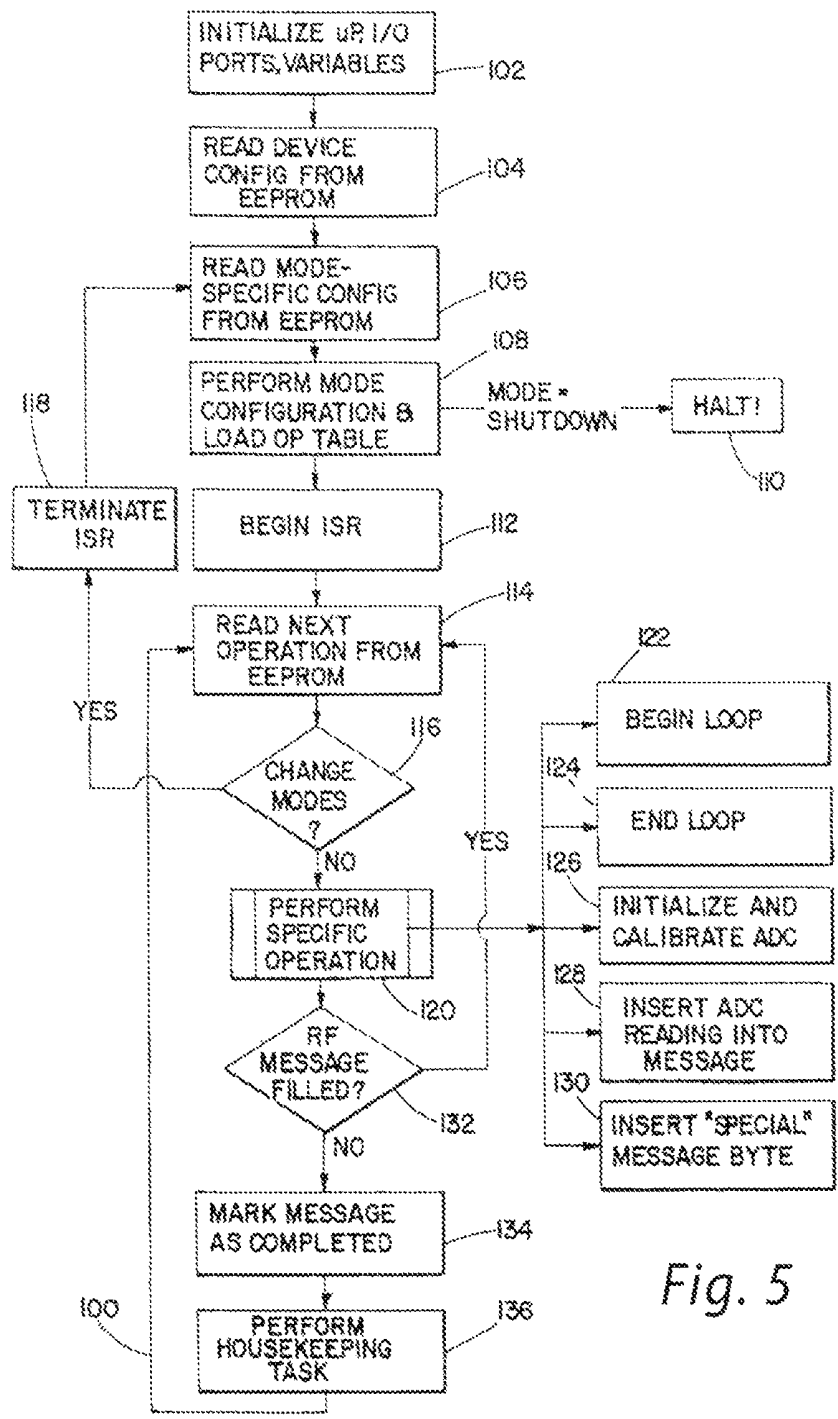 INITIALIZE uP, I/O
PORTS, VARIABLES
102
READ DEVICE
CONFIG FROM
EEPROM
104
READ MODE-
SPECIFIC CONFIG
FROM EEPROM
106
108
PERFORM MODE
CONFIGURATION &
LOAD OP TABLE
MODE =
SHUTDOWN
HALT!
110
118
TERMINATE
ISR
BEGIN ISR
112
114
READ NEXT
OPERATION FROM
EEPROM
YES
116
CHANGE
MODES
?
NO
YES
PERFORM
SPECIFIC
OPERATION
120
122
BEGIN LOOP
124
END LOOP
126
INITIALIZE AND
CALIBRATE ADC
128
INSERT ADC
READING INTO
MESSAGE
130
INSERT "SPECIAL"
MESSAGE BYTE
RF
MESSAGE
FILLED?
132
NO
MARK MESSAGE
AS COMPLETED
134
100
PERFORM
HOUSEKEEPING
TASK
136
Fig. 5